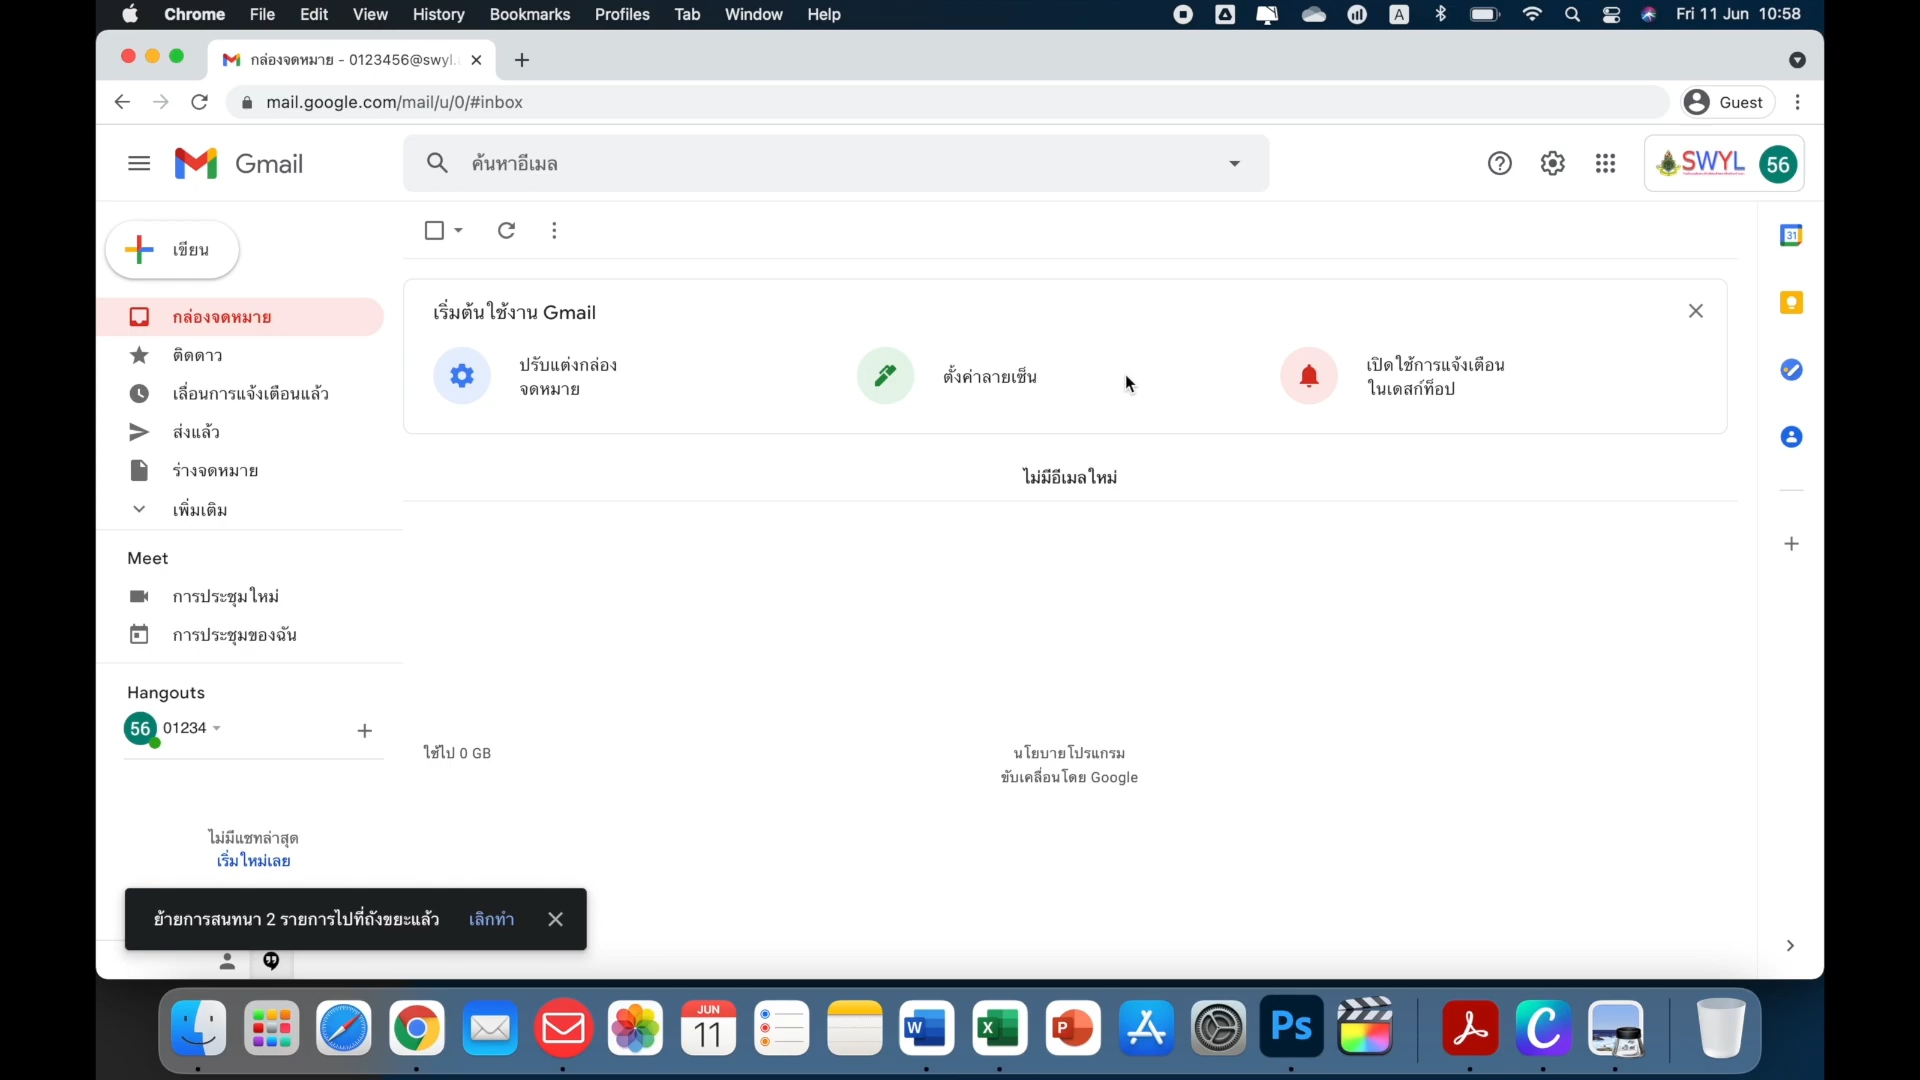 Chrome File Edit View History Bookmarks Profiles Tab Window Help
A
Fri 11 Jun 10:58
กล่องจดหมาย - 0123456@swyl.
mail.google.com/mail/u/0/#inbox
Guest
Gmail
ค้นหาอีเมล
SWYL
56
เขียน
31
เริ่มต้นใช้งาน Gmail
กล่องจดหมาย
ติดดาว
เลื่อนการแจ้งเตือนแล้ว
ส่งแล้ว
ร่างจดหมาย
เพิ่มเติม
ปรับแต่งกล่อง
จดหมาย
ตั้งค่าลายเซ็น
เปิดใช้การแจ้งเตือน
ในเดสก์ท็อป
ไม่มีอีเมลใหม่
Meet
การประชุมใหม่
การประชุมของฉัน
Hangouts
56
01234
ใช้ไป 0 GB
นโยบายโปรแกรม
ขับเคลื่อนโดย Google
ไม่มีแชทล่าสุด
เริ่มใหม่เลย
ย้ายการสนทนา 2 รายการไปที่ถังขยะแล้ว เลิกทำ
JUN
11
W
X
P
Ps
C